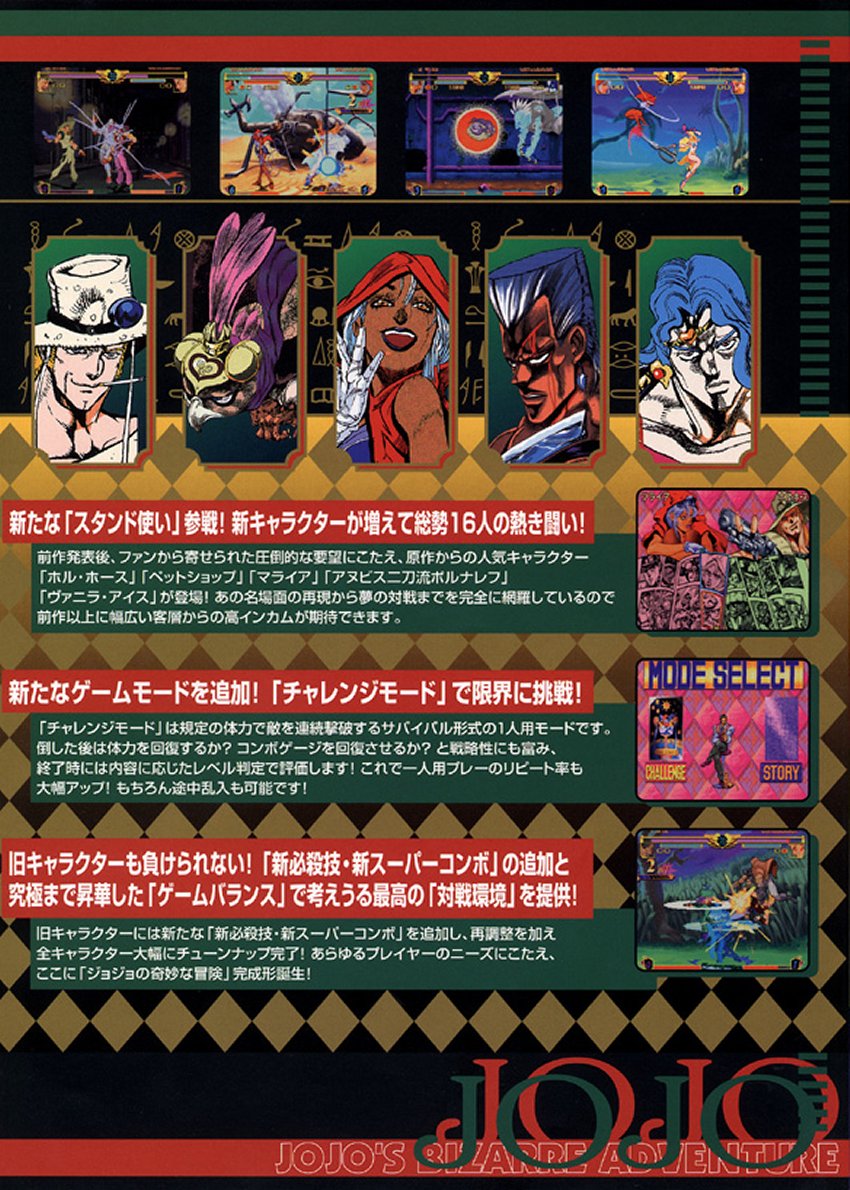 新たな「スタンド使い」参戦！新キャラクターが増えて総勢16人の熱き闘い！
前作発表後、ファンから寄せられた圧倒的な要望にこたえ、原作からの人気キャラクター
「ホル・ホース」「ペットショップ」「マライア」「アヌビス二刀流ポルナレフ」
「ヴァニラ・アイス」が登場！あの名場面の再現から夢の対戦までを完全に網羅しているので
前作以上に幅広い客層からの高インカムが期待できます。
マライア
新たなゲームモードを追加！「チャレンジモード」で限界に挑戦！
「チャレンジモード」は規定の体力で敵を連続撃破するサバイバル形式の1人用モードです。
倒した後は体力を回復するか？コンボゲージを回復させるか？と戦略性にも富み、
終了時には内容に応じたレベル判定で評価します！これで一人用プレーのリピート率も
大幅アップ！もちろん途中乱入も可能です！
MODE SELECT
CHALLENGE
STORY
旧キャラクターも負けられない！「新必殺技・新スーパーコンボ」の追加と
究極まで昇華した「ゲームバランス」で考えうる最高の「対戦環境」を提供！
旧キャラクターには新たな「新必殺技・新スーパーコンボ」を追加し、再調整を加え
全キャラクター大幅にチューンナップ完了！あらゆるプレイヤーのニーズにこたえ、
ここに「ジョジョの奇妙な冒険」完成形誕生！
JOJO
JOJO'S BIZARRE ADVENTURE